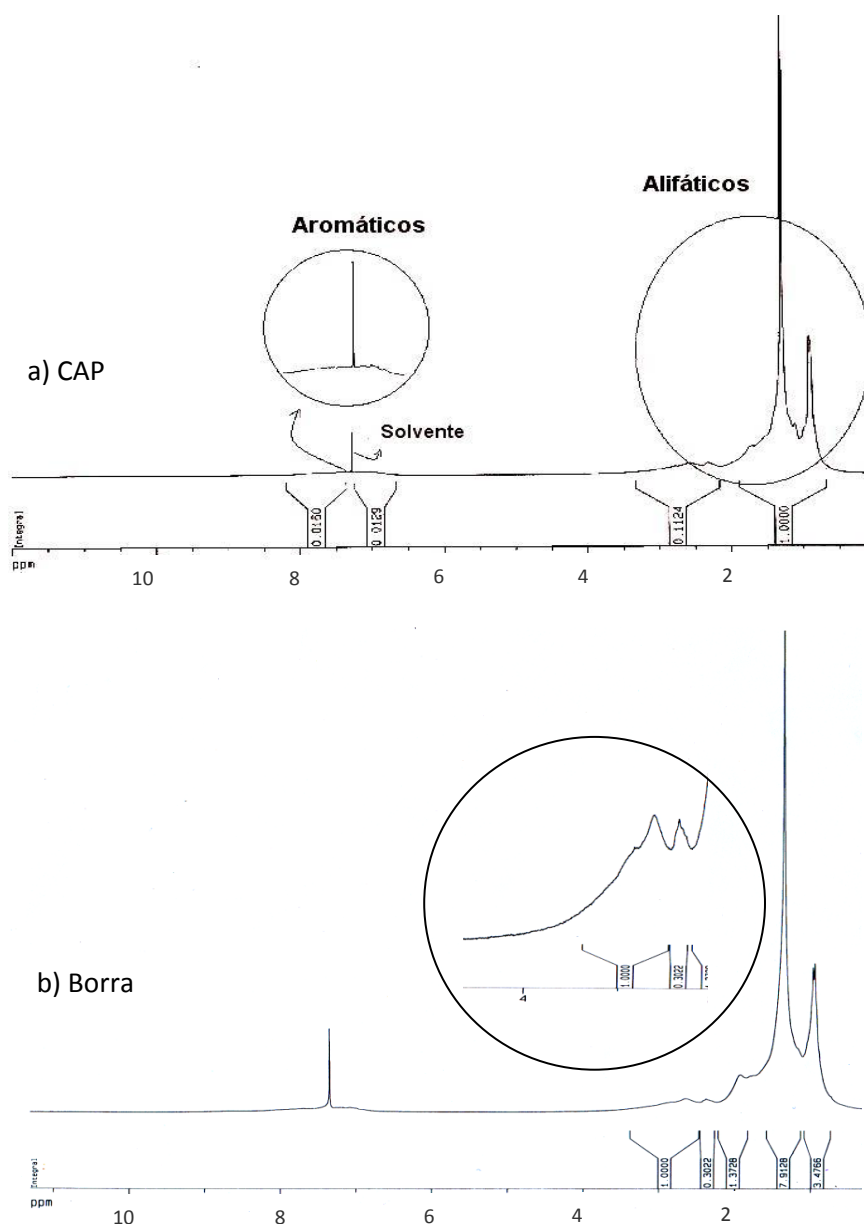 Alifáticos
Aromáticos
a) CAP
Solvente
Integral
0.0160
0.0129
0.1124
1.0000
ppm
10 8 6 4 2
b) Borra
1.0000
0.3022
4
Integral
1.0000
0.3022
1.3728
7.9128
3.4766
ppm
10 8 6 4 2